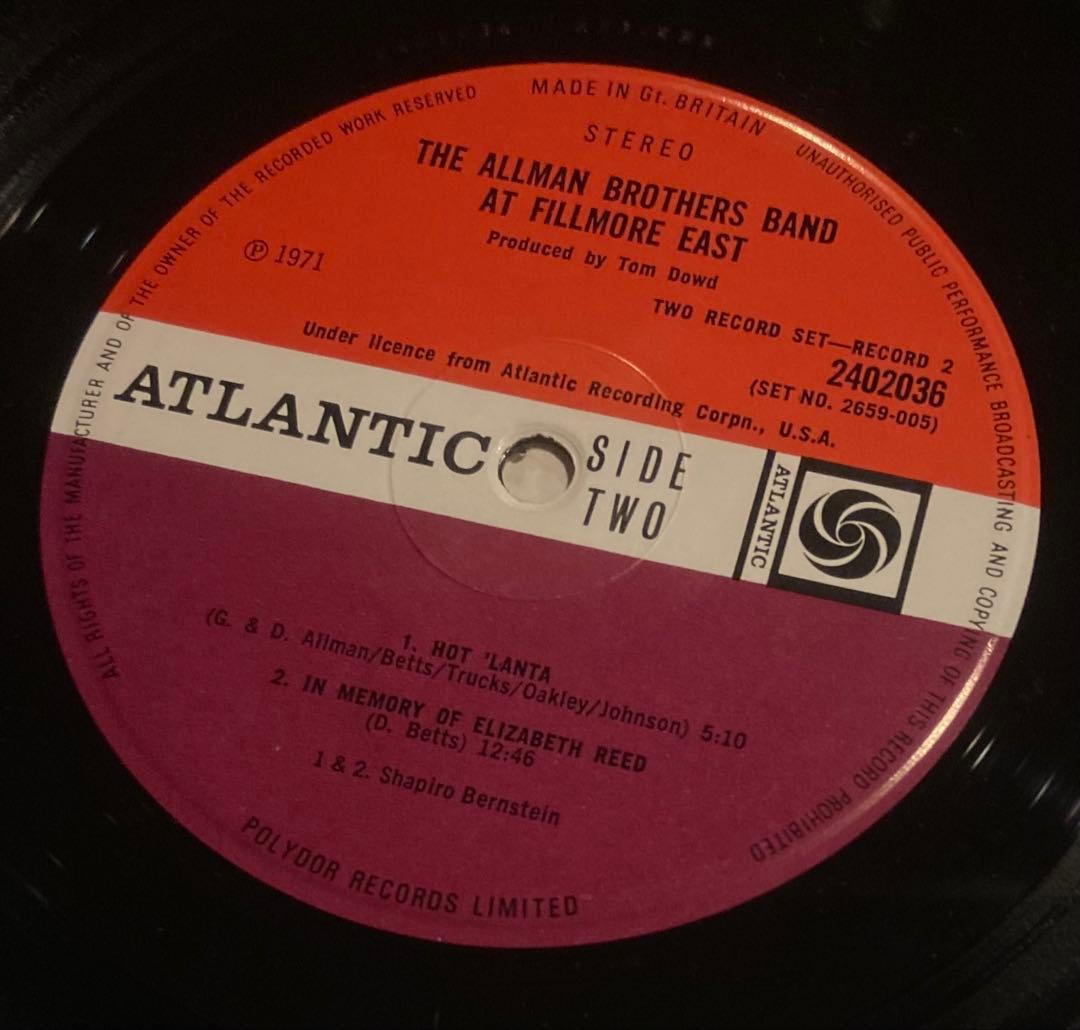 MADE IN Gt. BRITAIN
STEREO
THE ALLMAN BROTHERS BAND
AT FILLMORE EAST
Produced by Tom Dowd
℗ 1971
TWO RECORD SET—RECORD 2
2402036
(SET NO. 2659-005)
Under licence from Atlantic Recording Corpn., U.S.A.
ATLANTIC
SIDE
TWO
ATLANTIC
1. HOT 'LANTA
(G. & D. Allman/Betts/Trucks/Oakley/Johnson) 5:10
2. IN MEMORY OF ELIZABETH REED
(D. Betts) 12:46
1 & 2. Shapiro Bernstein
POLYDOR RECORDS LIMITED
ALL RIGHTS OF THE MANUFACTURER AND OF THE OWNER OF THE RECORDED WORK RESERVED
UNAUTHORISED PUBLIC PERFORMANCE BROADCASTING AND COPYING OF THIS RECORD PROHIBITED